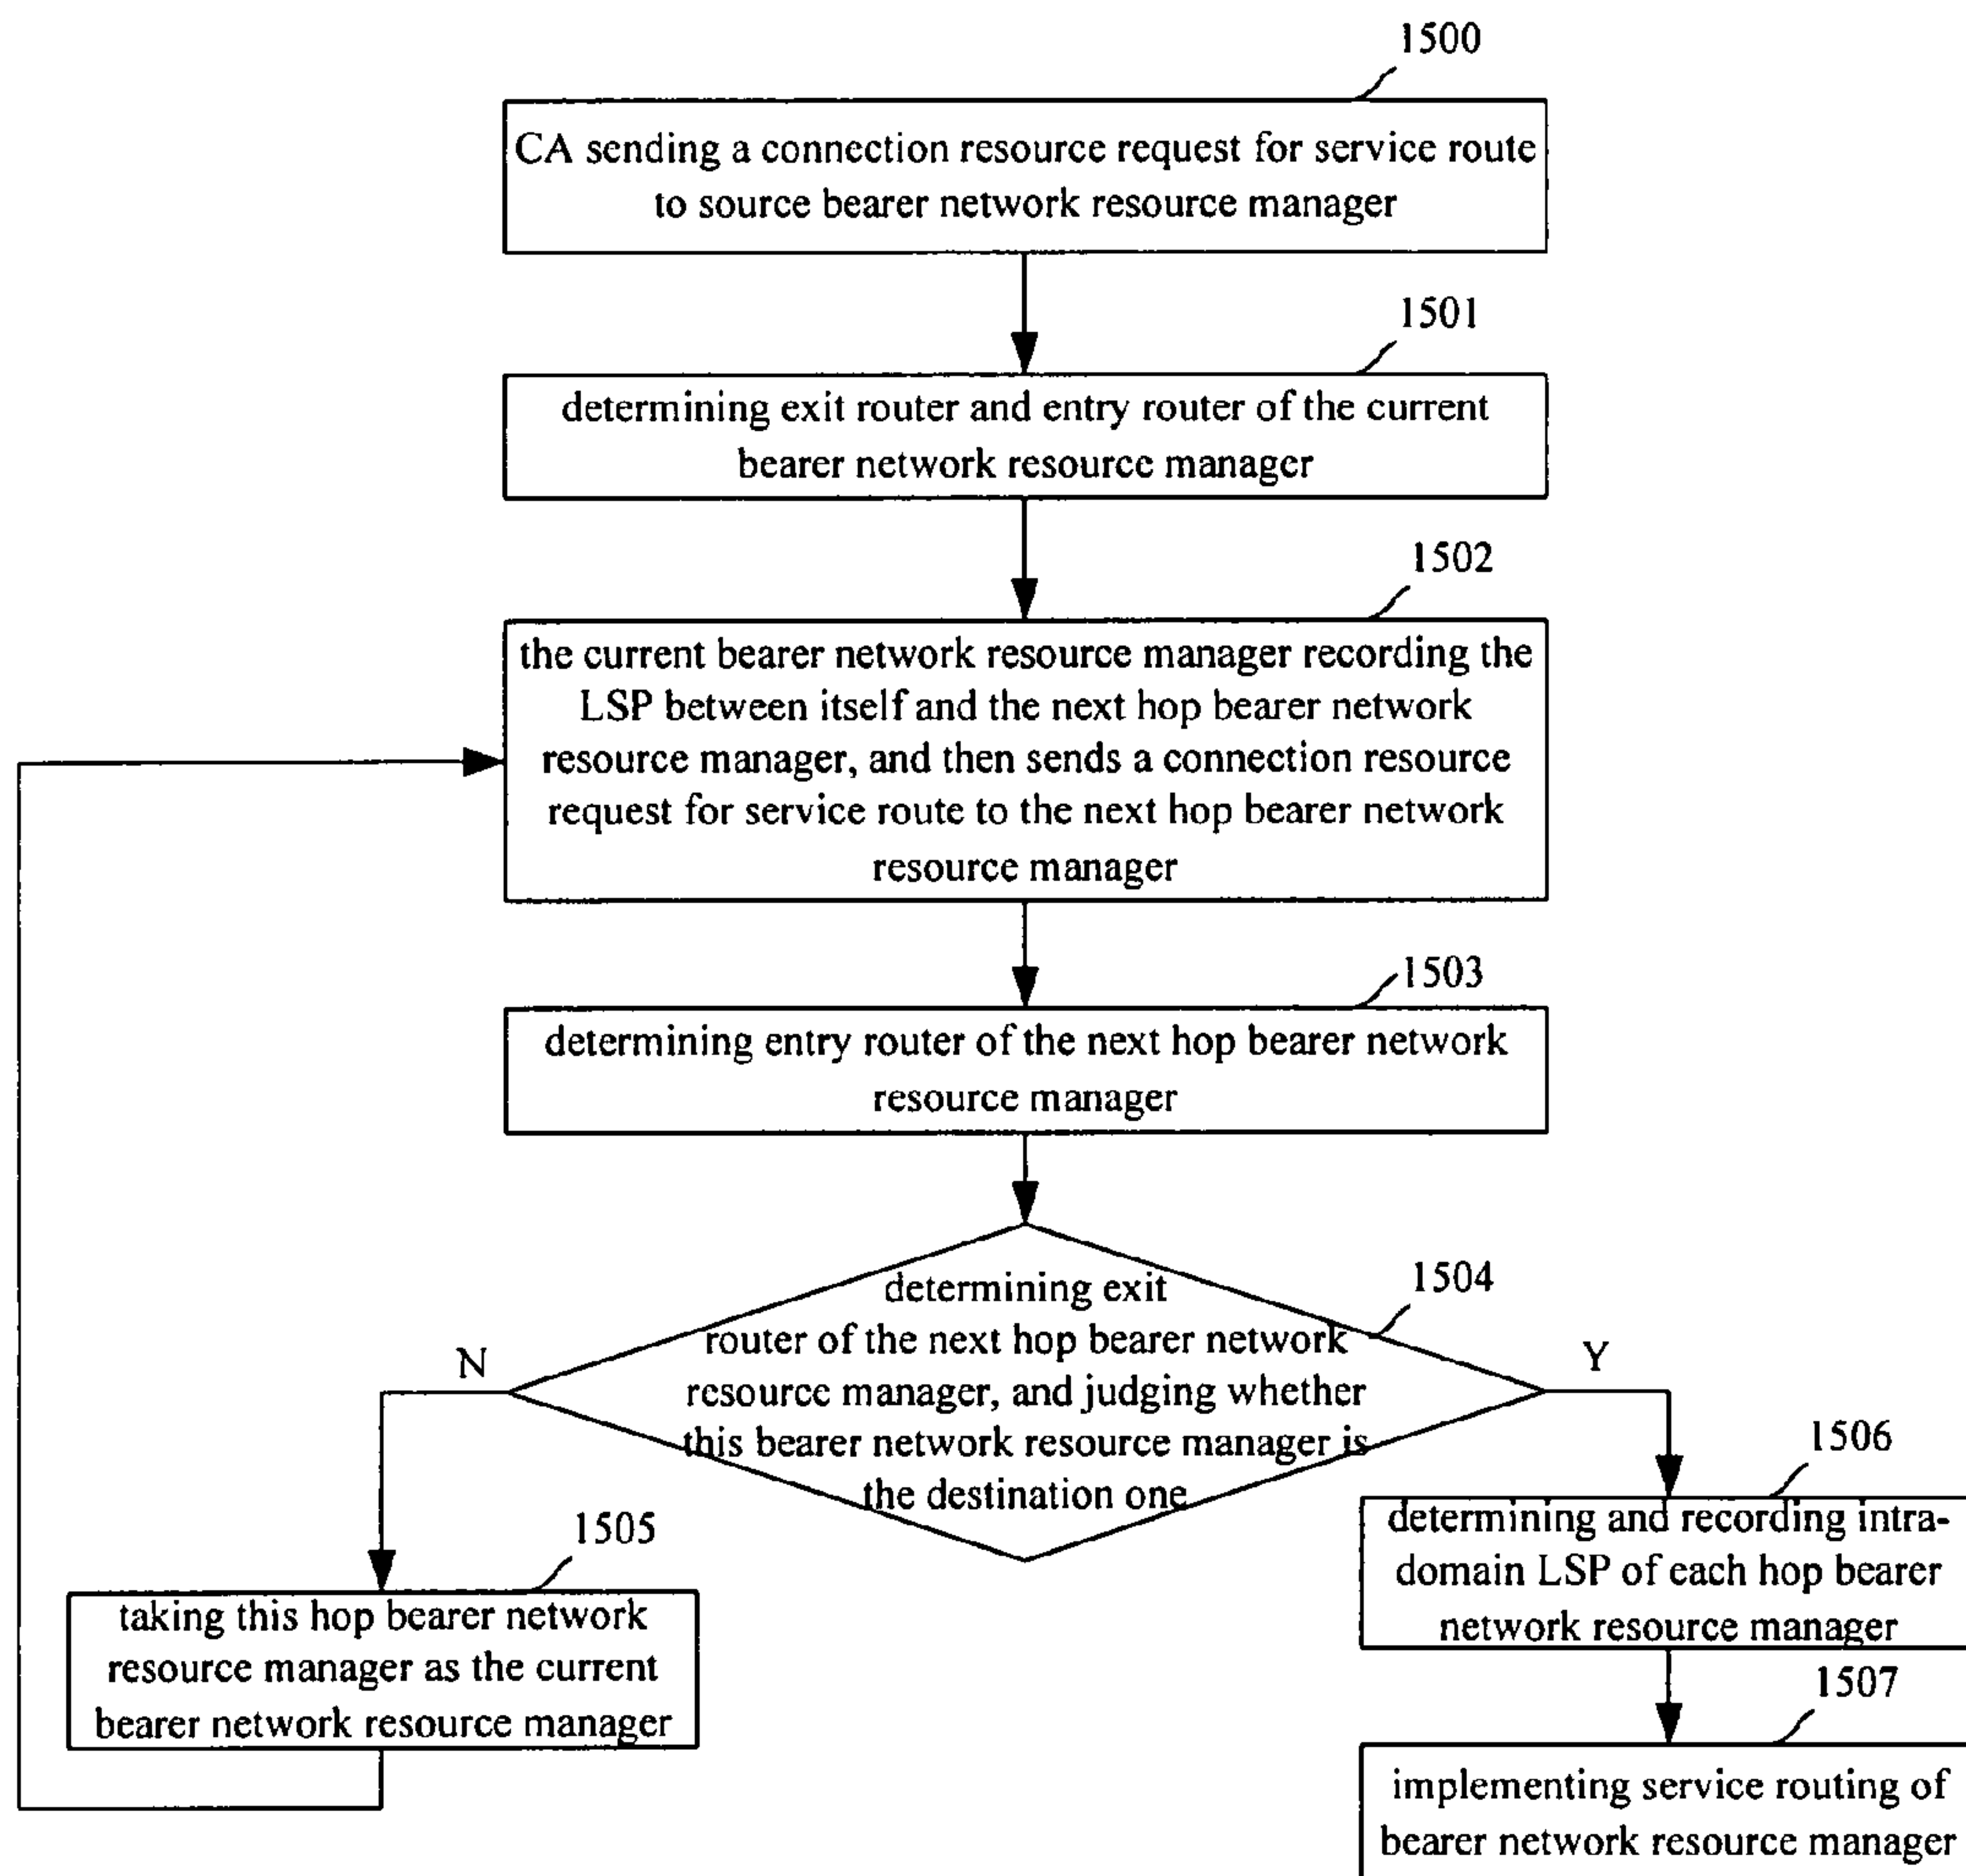 1500
CA sending a connection resource request for service route
to source bearer network resource manager
1501
determining exit router and entry router of the current
bearer network resource manager
1502
the current bearer network resource manager recording the
LSP between itself and the next hop bearer network
resource manager, and then sends a connection resource
request for service route to the next hop bearer network
resource manager
1503
determining entry router of the next hop bearer network
resource manager
1504
determining exit
router of the next hop bearer network
resource manager, and judging whether
this bearer network resource manager is
the destination one
N
Y
1505
taking this hop bearer network
resource manager as the current
bearer network resource manager
1506
determining and recording intra-
domain LSP of each hop bearer
network resource manager
1507
implementing service routing of
bearer network resource manager